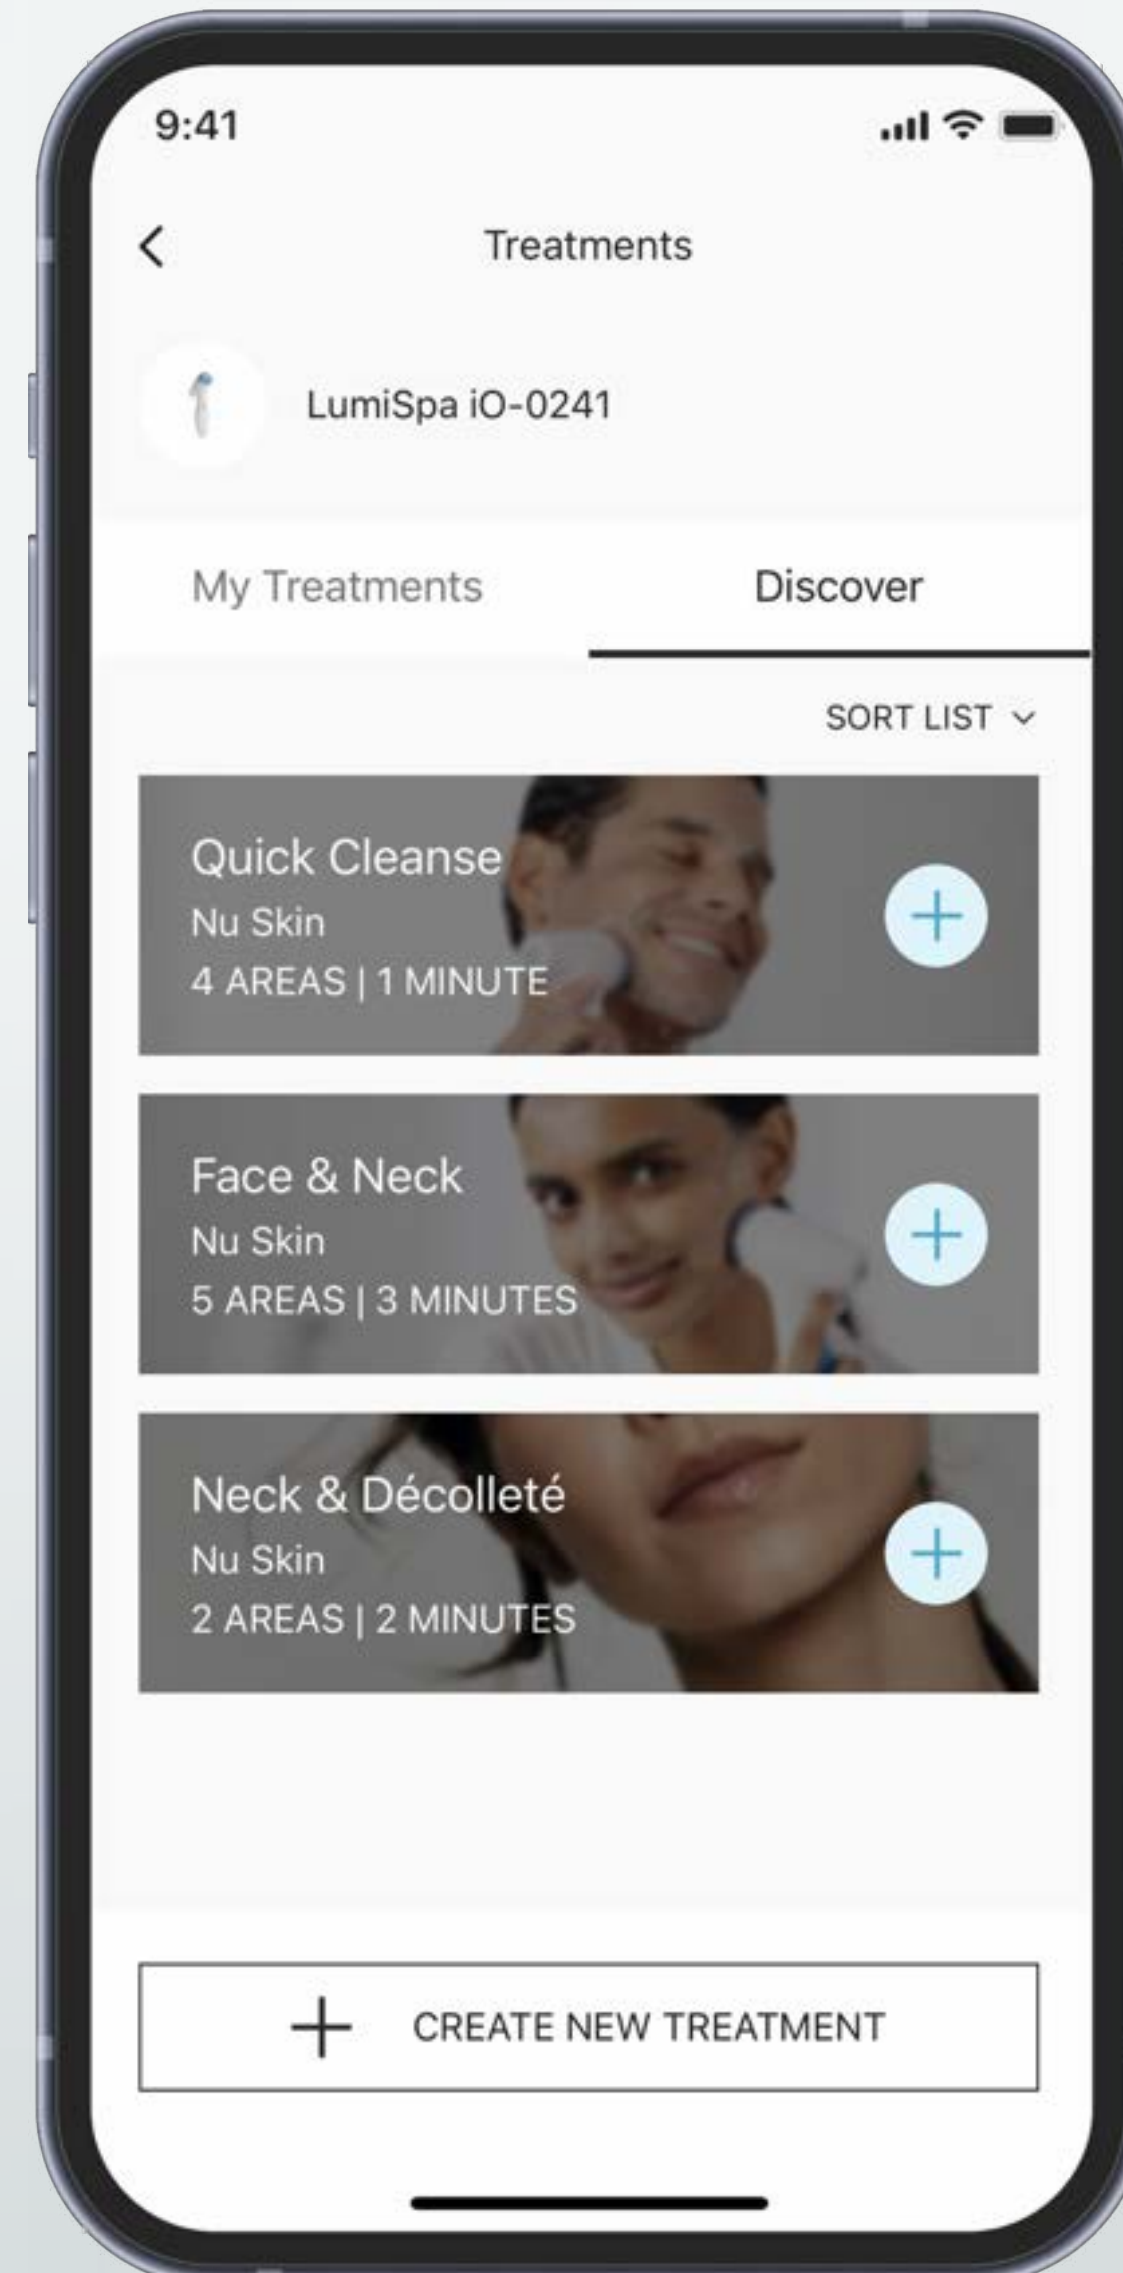 9:41
Treatments
LumiSpa iO-0241
My Treatments
Discover
SORT LIST
Quick Cleanse
Nu Skin
4 AREAS | 1 MINUTE
Face & Neck
Nu Skin
5 AREAS | 3 MINUTES
Neck & Décolleté
Nu Skin
2 AREAS | 2 MINUTES
CREATE NEW TREATMENT